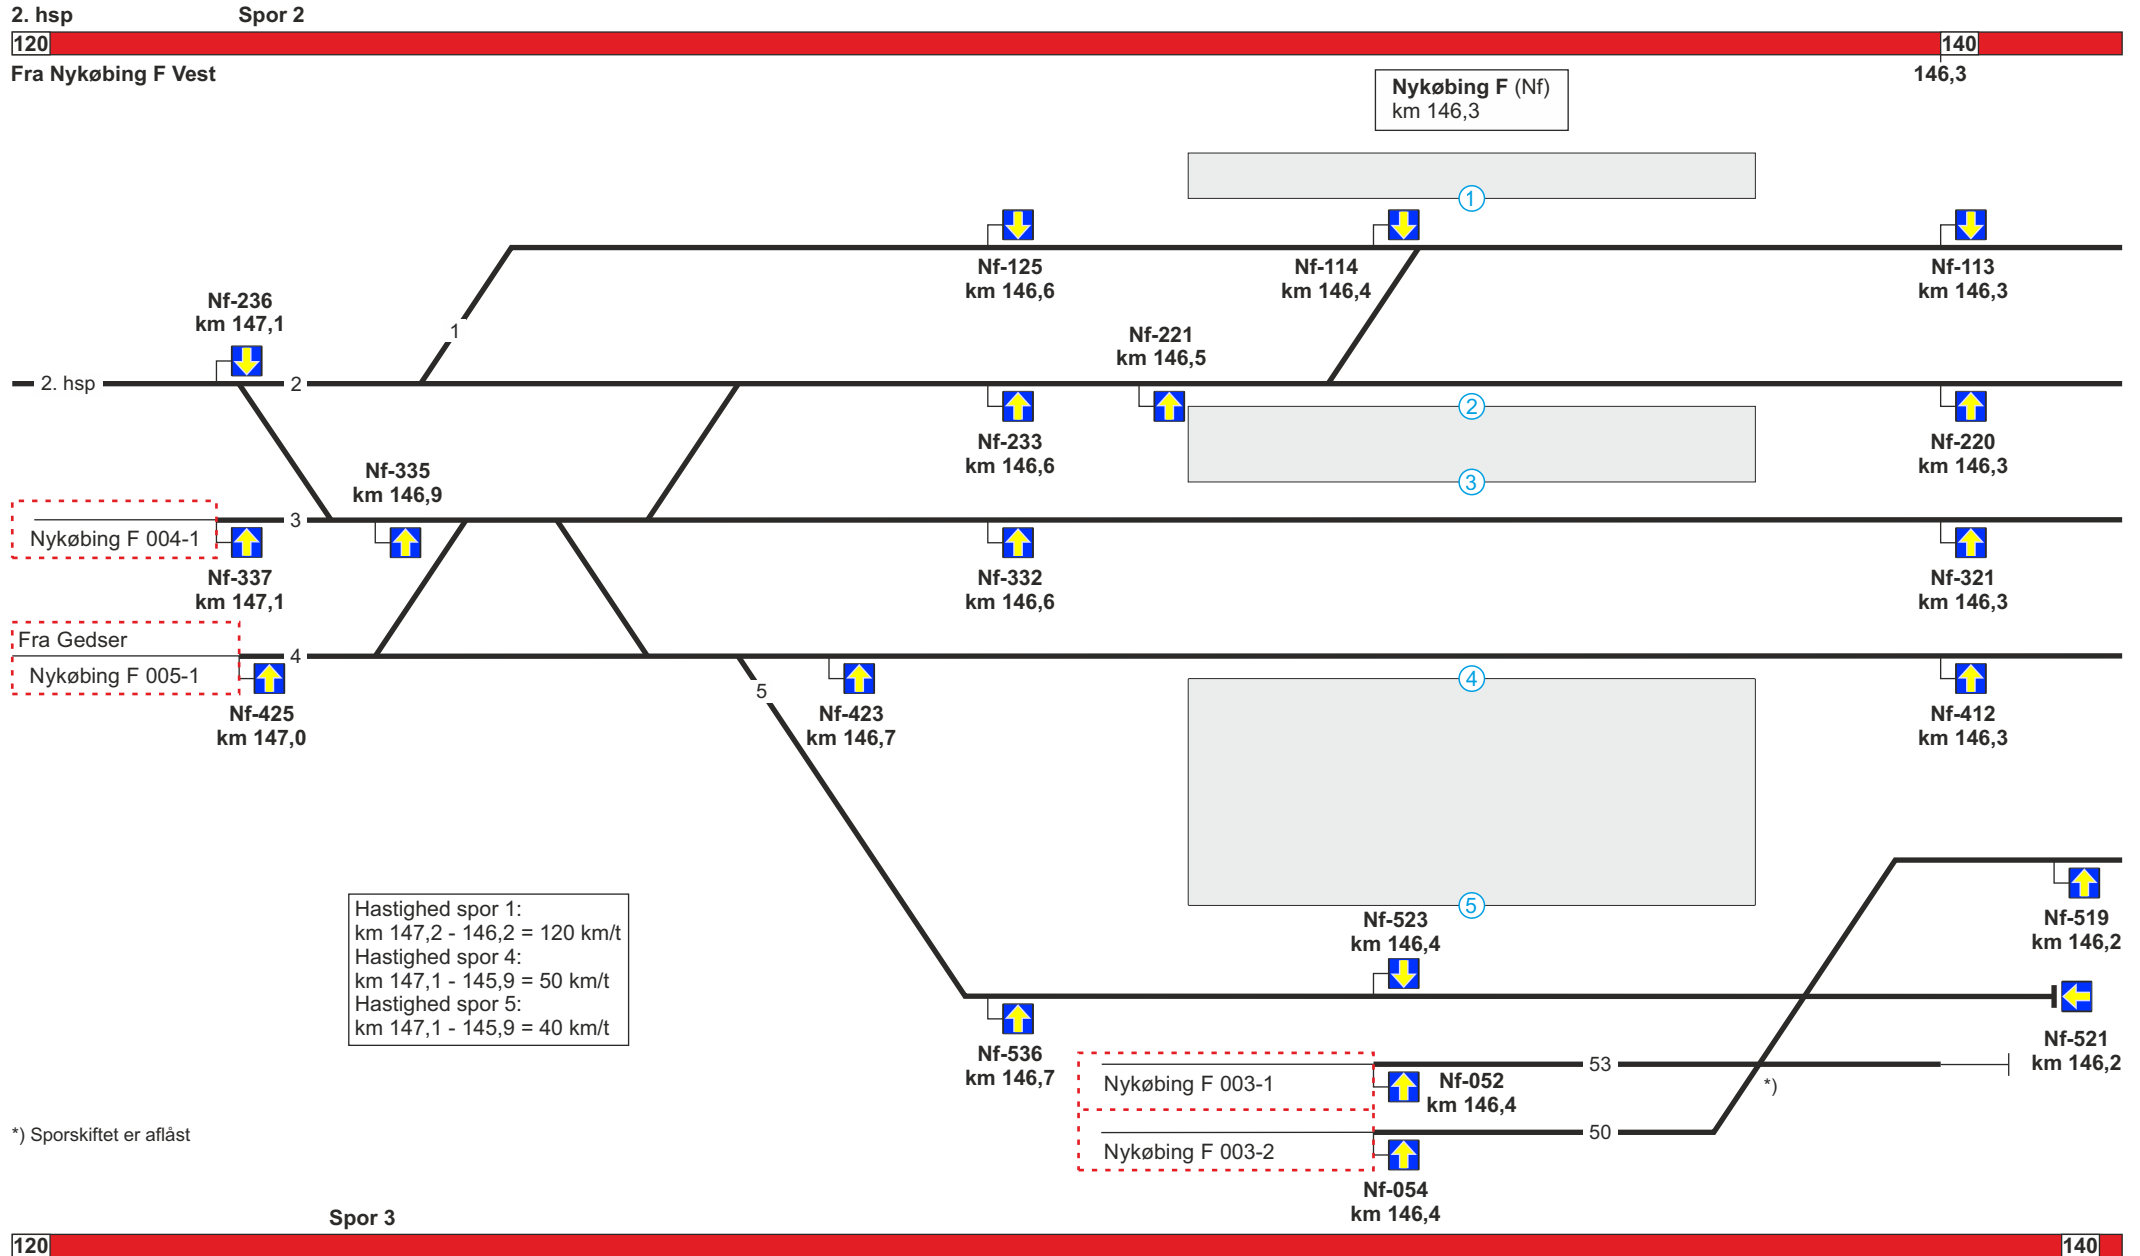 2. hsp
Spor 2
120
140
Fra Nykøbing F Vest
146,3
Nykøbing F (Nf)
km 146,3
1
Nf-125
km 146,6
Nf-114
km 146,4
Nf-113
km 146,3
Nf-236
km 147,1
1
Nf-221
km 146,5
2. hsp
2
2
Nf-233
km 146,6
Nf-220
km 146,3
Nf-335
km 146,9
3
3
Nykøbing F 004-1
Nf-337
km 147,1
Nf-332
km 146,6
Nf-321
km 146,3
Fra Gedser
4
Nykøbing F 005-1
4
5
Nf-425
km 147,0
Nf-423
km 146,7
Nf-412
km 146,3
Hastighed spor 1:
km 147,2 - 146,2 = 120 km/t
Hastighed spor 4:
km 147,1 - 145,9 = 50 km/t
Hastighed spor 5:
km 147,1 - 145,9 = 40 km/t
5
Nf-523
km 146,4
Nf-519
km 146,2
Nf-536
km 146,7
Nf-521
km 146,2
53
Nykøbing F 003-1
Nf-052
km 146,4
*)
*) Sporskiftet er aflåst
50
Nykøbing F 003-2
Nf-054
km 146,4
Spor 3
120
140